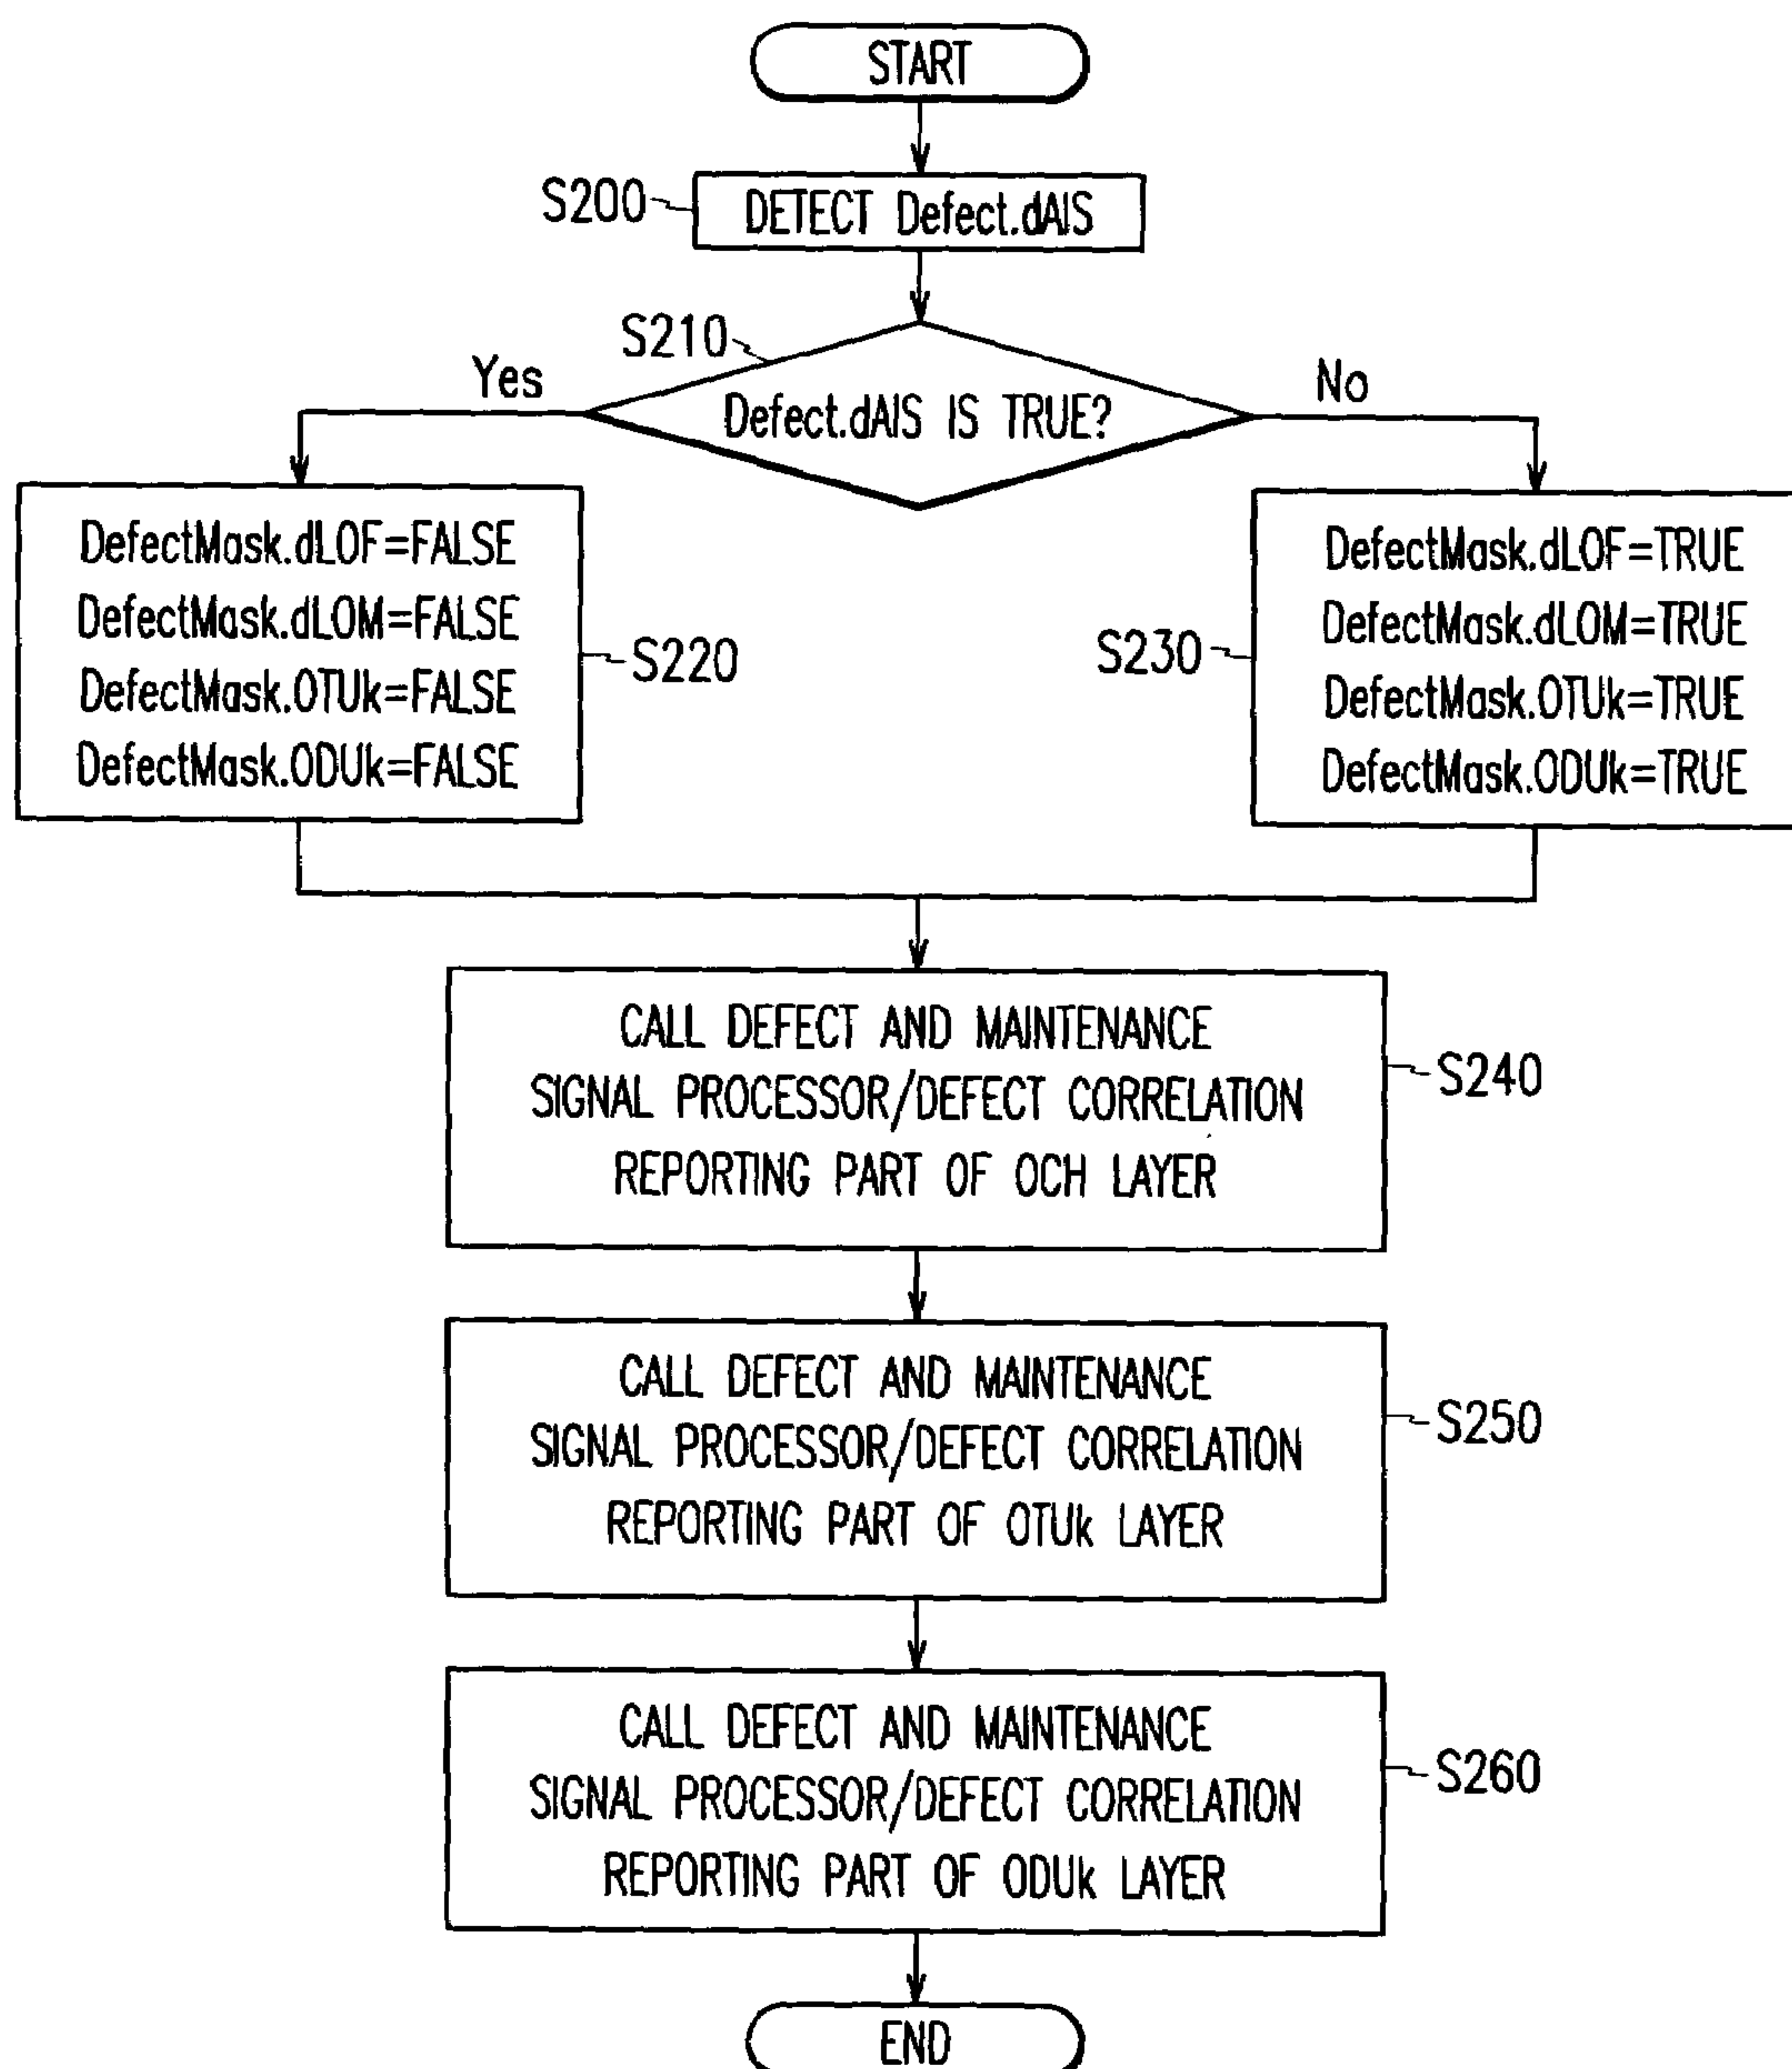 START
S200
DETECT Defect.dAIS
S210
Yes
Defect.dAIS IS TRUE?
No
DefectMask.dLOF=FALSE
DefectMask.dLOM=FALSE
DefectMask.OTUk=FALSE
DefectMask.ODUk=FALSE
S220
S230
DefectMask.dLOF=TRUE
DefectMask.dLOM=TRUE
DefectMask.OTUk=TRUE
DefectMask.ODUk=TRUE
CALL DEFECT AND MAINTENANCE
SIGNAL PROCESSOR/DEFECT CORRELATION
REPORTING PART OF OCH LAYER
S240
CALL DEFECT AND MAINTENANCE
SIGNAL PROCESSOR/DEFECT CORRELATION
REPORTING PART OF OTUk LAYER
S250
CALL DEFECT AND MAINTENANCE
SIGNAL PROCESSOR/DEFECT CORRELATION
REPORTING PART OF ODUk LAYER
S260
END